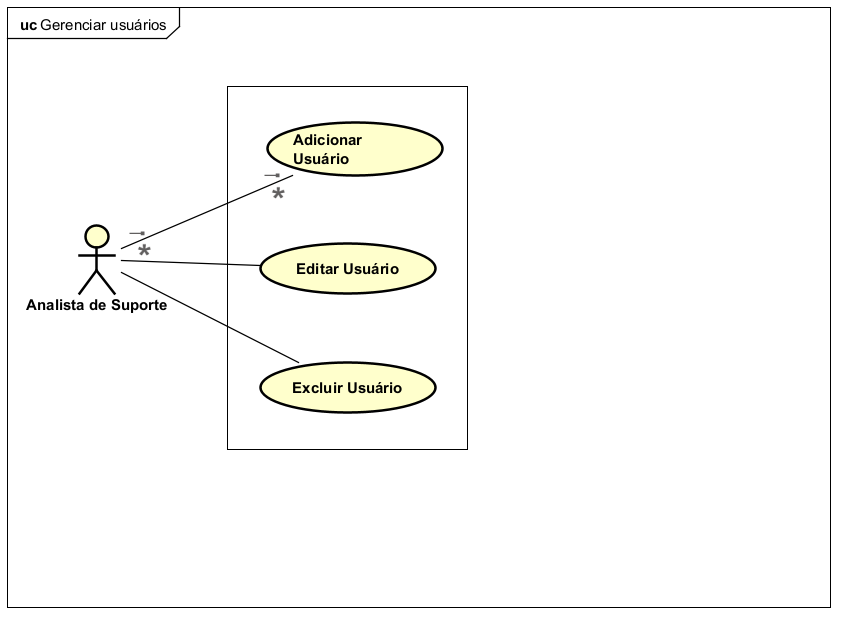 uc Gerenciar usuários
Adicionar
Usuário
*
*
Editar Usuário
Analista de Suporte
Excluir Usuário